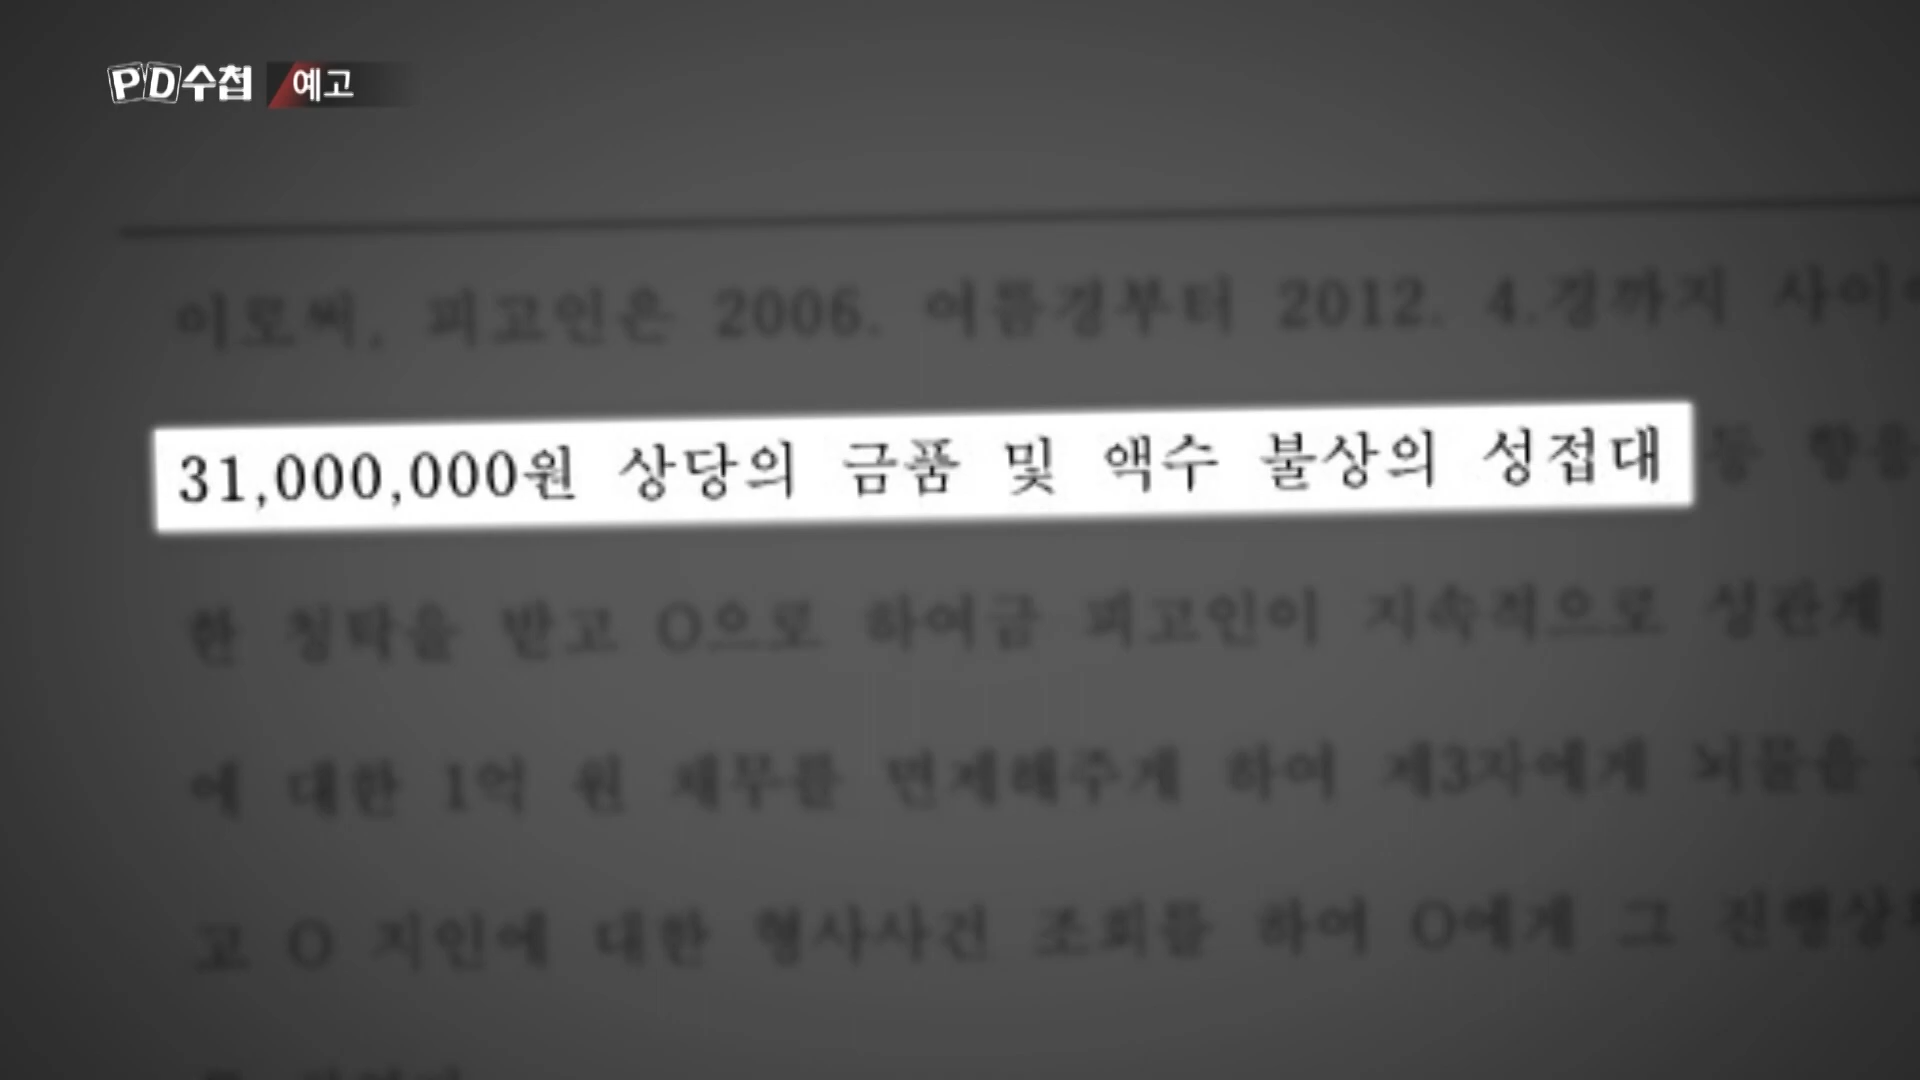 PD수첩 예고
이로써, 피고인은 2006. 여름경부터 2012. 4.경까지 사이에
31,000,000원 상당의 금품 및 액수 불상의 성접대 등 향응
한 청탁을 받고 O으로 하여금 피고인이 지속적으로 성관계
에 대한 1억 원 채무를 면제해주게 하여 제3자에게 뇌물을
고 O 지인에 대한 형사사건 조회를 하여 O에게 그 진행상